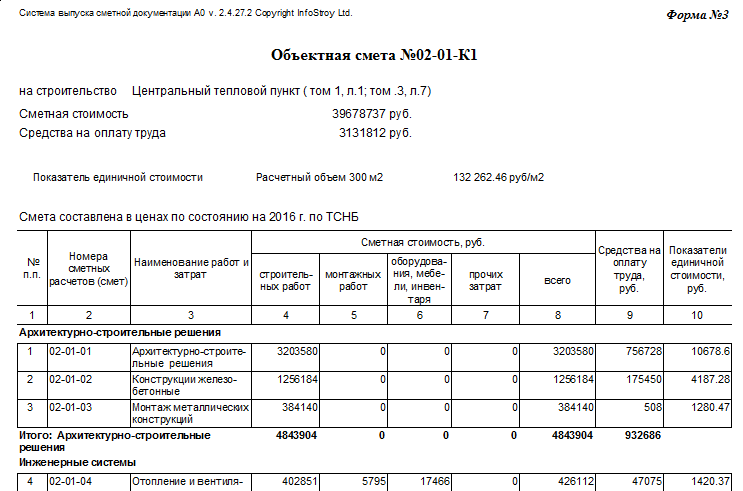 Система выпуска сметной документации А0 v. 2.4.27.2 Copyright InfoStroy Ltd.
Форма №3
Объектная смета №02-01-К1
на строительство Центральный тепловой пункт ( том 1, л.1; том .3, л.7)
Сметная стоимость 39678737 руб.
Средства на оплату труда 3131812 руб.
Показатель единичной стоимости Расчетный объем 300 м2 132 262.46 руб/м2
Смета составлена в ценах по состоянию на 2016 г. по ТСНБ
№
п.п.
Номера
сметных
расчетов (смет)
Наименование работ и
затрат
Сметная стоимость, руб.
строитель-
ных работ
монтажных
работ
оборудова-
ния, мебе-
ли, инвен-
таря
прочих
затрат
всего
Средства на
оплату
труда,
руб.
Показатели
единичной
стоимости,
руб.
1 2 3 4 5 6 7 8 9 10
Архитектурно-строительные решения
1 02-01-01 Архитектурно-строите- 3203580 0 0 0 3203580 756728 10678.6
льные решения
2 02-01-02 Конструкции железо- 1256184 0 0 0 1256184 175450 4187.28
бетонные
3 02-01-03 Монтаж металлических 384140 0 0 0 384140 508 1280.47
конструкций
Итого: Архитектурно-строительные 4843904 0 0 0 4843904 932686
решения
Инженерные системы
4 02-01-04 Отопление и вентиля- 402851 5795 17466 0 426112 47075 1420.37